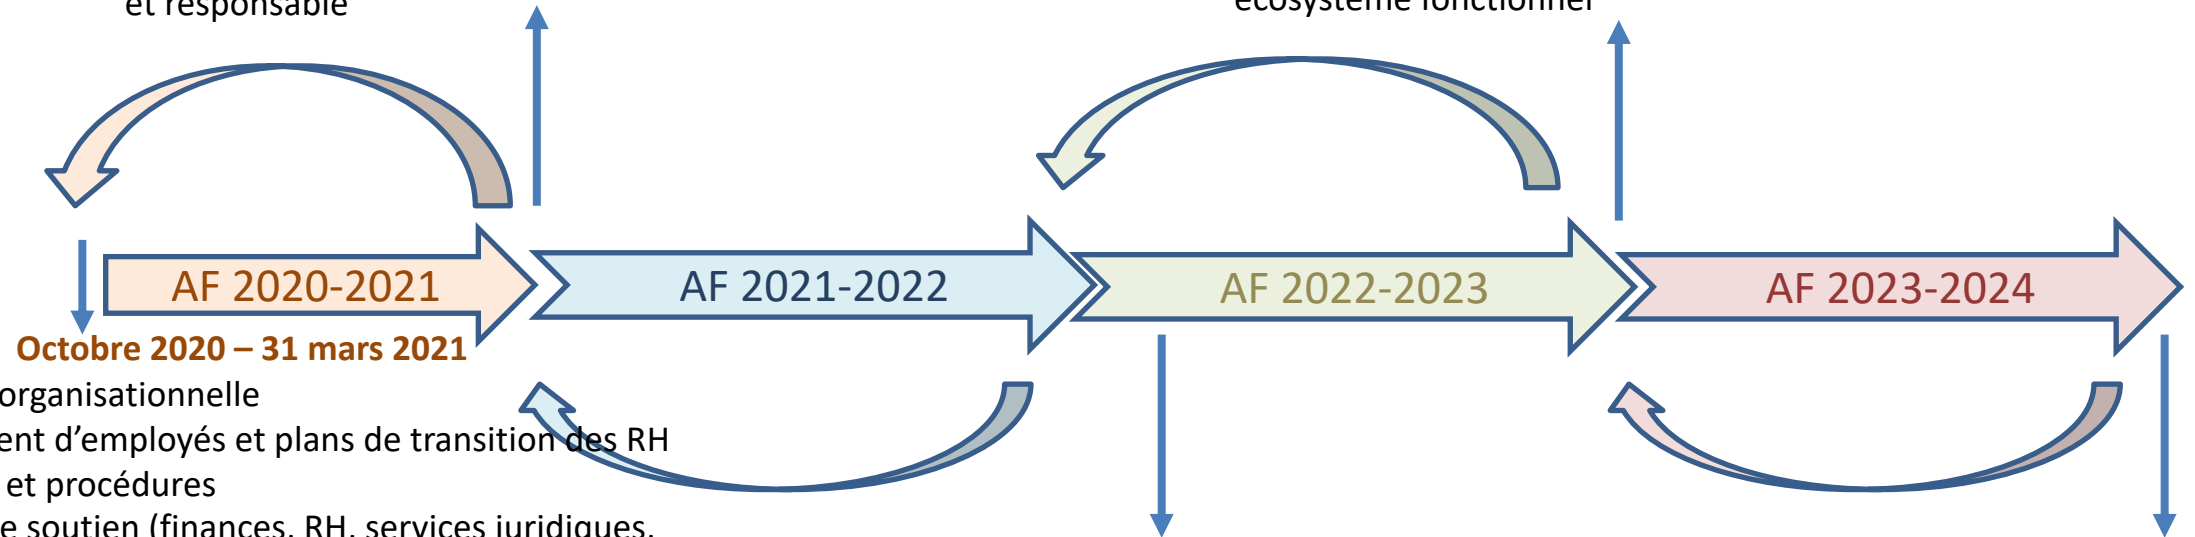 et responsable
écosystème fonctionnel
AF 2020-2021
AF 2021-2022
AF 2022-2023
AF 2023-2024
Octobre 2020 – 31 mars 2021
organisationnelle
ent d’employés et plans de transition des RH
et procédures
e soutien (finances, RH, services juridiques,